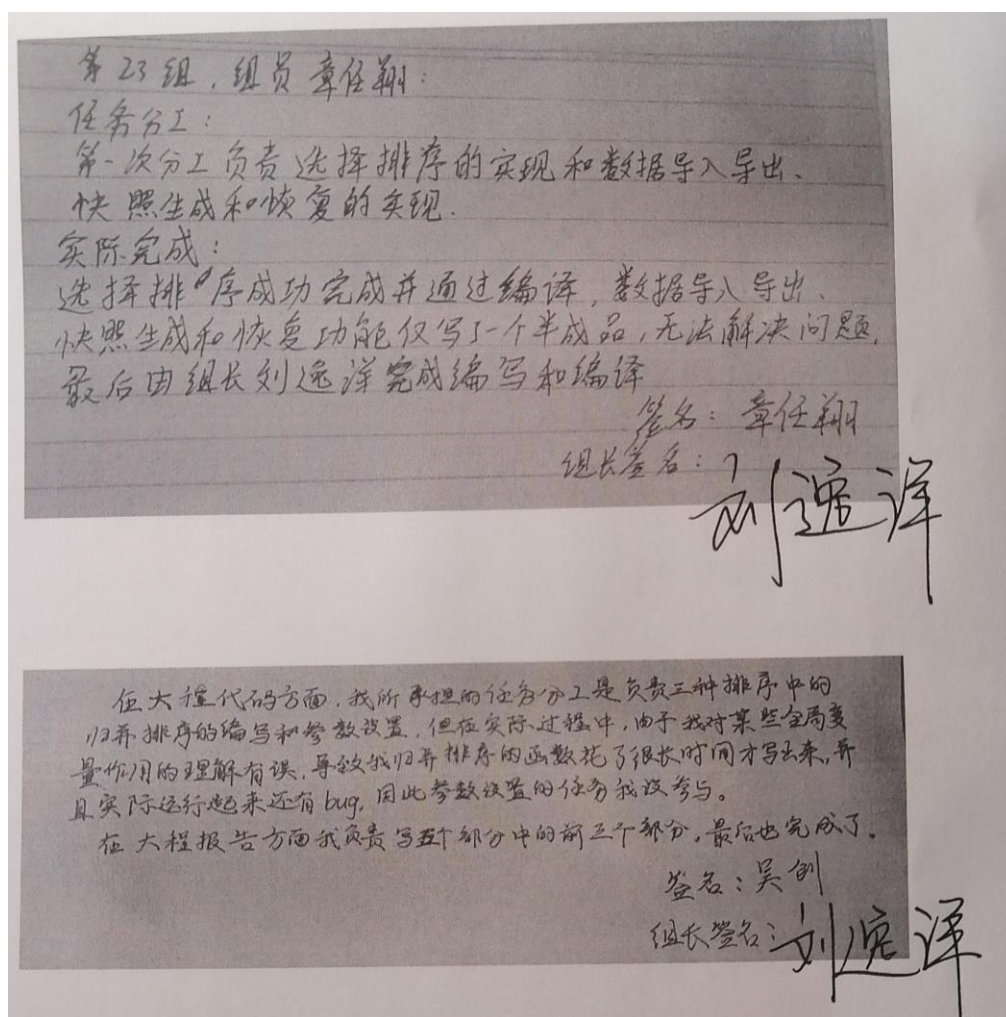 第23组，组员章任翔：
任务分工：
第一次分工负责选择排序的实现和数据导入导出、
快照生成和恢复的实现.
实际完成：
选择排序成功完成并通过编译，数据导入导出、
快照生成和恢复功能仅写了一个半成品，无法解决问题，
最后由组长刘逸洋完成编写和编译
签名：章任翔
组长签名：
刘逸洋
在大程代码方面，我所承担的任务分工是负责三种排序中的
归并排序的编写和参数设置，但在实际过程中，由于我对某些全局变
量作用的理解有误，导致我归并排序的函数花了很长时间才写出来，并
且实际运行起来还有bug，因此参数设置的任务我没参与。
在大程报告方面我负责写五个部分中的前三个部分，最后也完成了。
签名：吴创
组长签名：刘逸洋